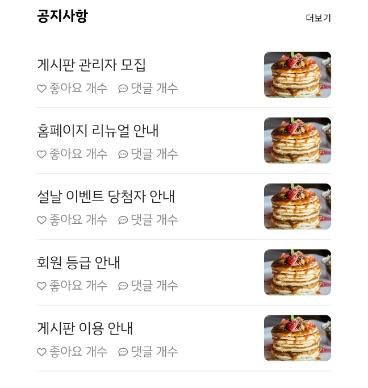 공지사항 더보기
게시판 관리자 모집
좋아요 개수 댓글 개수
홈페이지 리뉴얼 안내
좋아요 개수 댓글 개수
설날 이벤트 당첨자 안내
좋아요 개수 댓글 개수
회원 등급 안내
좋아요 개수 댓글 개수
게시판 이용 안내
좋아요 개수 댓글 개수